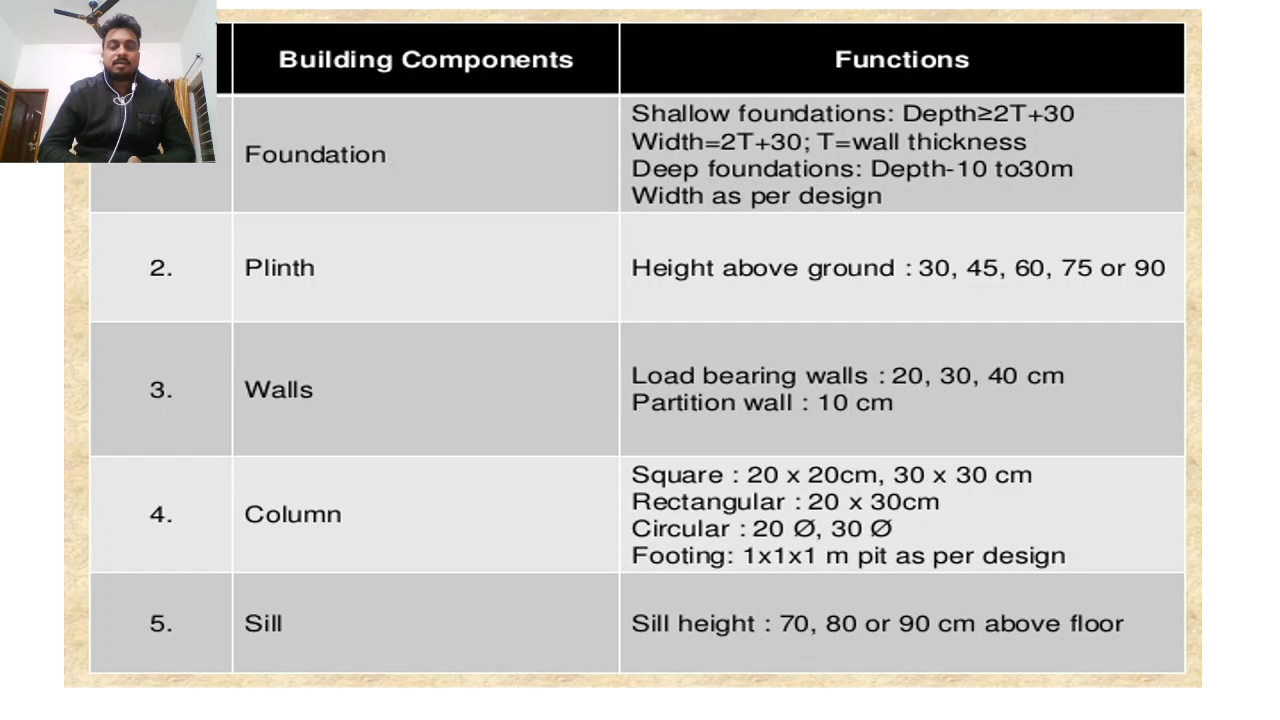 Building Components
Functions
Foundation
Shallow foundations: Depth≥2T+30
Width=2T+30; T=wall thickness
Deep foundations: Depth-10 to30m
Width as per design
2.
Plinth
Height above ground : 30, 45, 60, 75 or 90
3.
Walls
Load bearing walls : 20, 30, 40 cm
Partition wall : 10 cm
4.
Column
Square : 20 x 20cm, 30 x 30 cm
Rectangular : 20 x 30cm
Circular : 20 Ø, 30 Ø
Footing: 1x1x1 m pit as per design
5.
Sill
Sill height : 70, 80 or 90 cm above floor